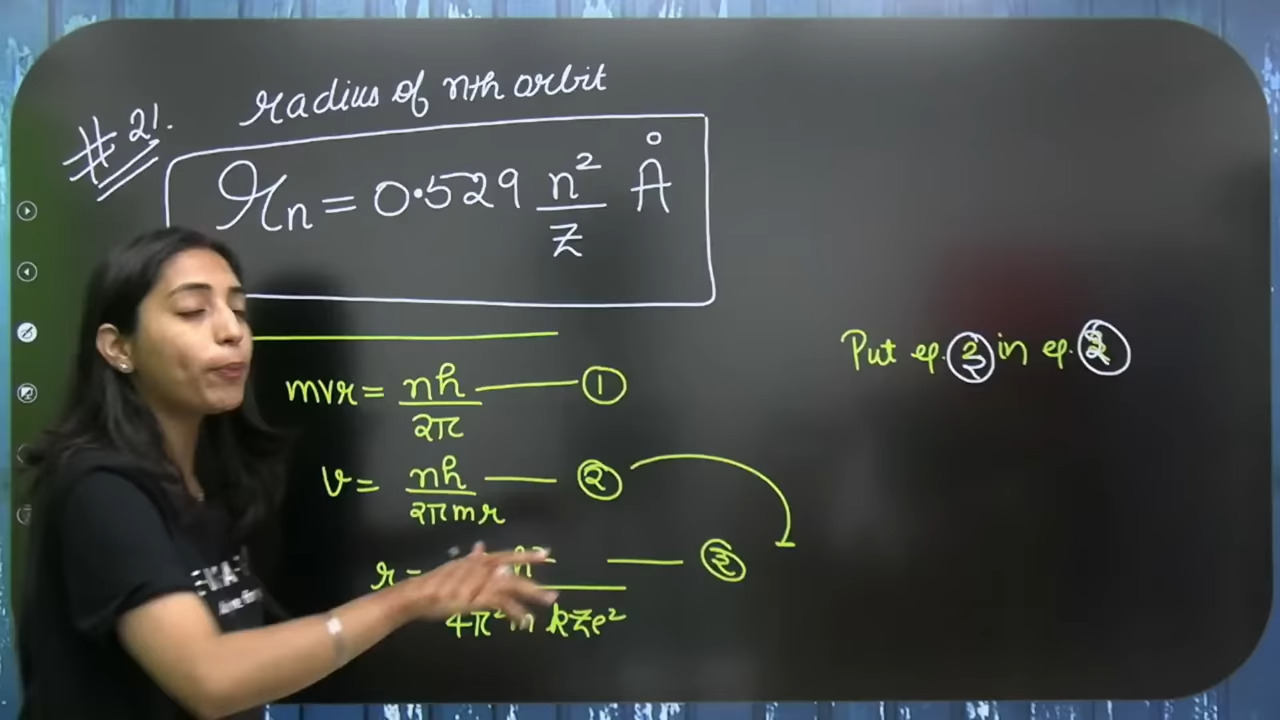 #21.
radius of nth orbit
rn = 0.529 n²/Z Å
mvr = nh/2π —— ①
v = nh/2πmr —— ②
r = n² —— ③
4π²m kZe²
Put eq. ② in eq. ③